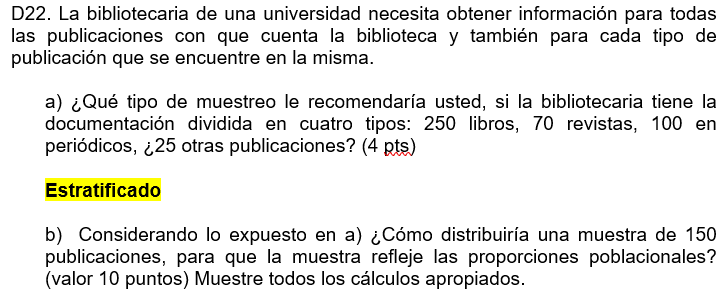 D22. La bibliotecaria de una universidad necesita obtener información para todas
las publicaciones con que cuenta la biblioteca y también para cada tipo de
publicación que se encuentre en la misma.
a) ¿Qué tipo de muestreo le recomendaría usted, si la bibliotecaria tiene la
documentación dividida en cuatro tipos: 250 libros, 70 revistas, 100 en
periódicos, ¿25 otras publicaciones? (4 pts)
Estratificado
b) Considerando lo expuesto en a) ¿Cómo distribuiría una muestra de 150
publicaciones, para que la muestra refleje las proporciones poblacionales?
(valor 10 puntos) Muestre todos los cálculos apropiados.